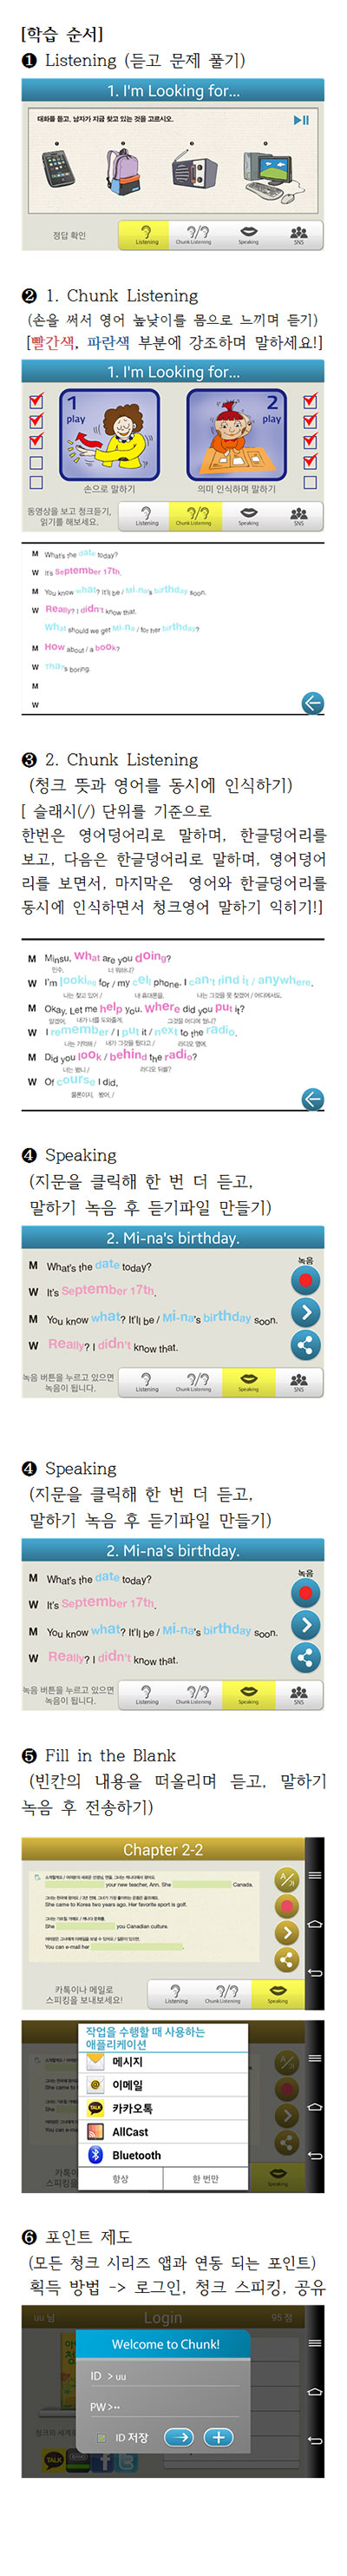 [학습 순서]
❶ Listening (듣고 문제 풀기)
1. I'm Looking for...
대화를 듣고, 남자가 지금 찾고 있는 것을 고르시오.
정답 확인
Listening
Chunk Listening
Speaking
SNS
❷ 1. Chunk Listening
(손을 써서 영어 높낮이를 몸으로 느끼며 듣기)
[빨간색, 파란색 부분에 강조하며 말하세요!]
1. I'm Looking for...
1 play
2 play
손으로 말하기
의미 인식하며 말하기
동영상을 보고 청크듣기,
읽기를 해보세요.
Listening
Chunk Listening
Speaking
SNS
M What's the date today?
W It's September 17th.
M You know what? It'll be / Mi-na's birthday soon.
W Really? I didn't know that.
What should we get Mi-na / for her birthday?
M How about / a book?
W That's boring.
M
W
❸ 2. Chunk Listening
(청크 뜻과 영어를 동시에 인식하기)
[ 슬래시(/) 단위를 기준으로
한번은 영어덩어리로 말하며, 한글덩어리를
보고, 다음은 한글덩어리로 말하며, 영어덩어
리를 보면서, 마지막은 영어와 한글덩어리를
동시에 인식하면서 청크영어 말하기 익히기!]
M Minsu, what are you doing?
민수, 너 뭐하니?
W I'm looking for / my cell phone. I can't find it / anywhere.
나는 찾고 있어 / 내 휴대폰을, 나는 그것을 못 찾겠어 / 어디에서도.
M Okay. Let me help you. Where did you put it?
알겠어, 내가 너를 도와줄게, 그것을 어디에 뒀니?
W I remember / I put it / next to the radio.
나는 기억해 / 내가 그것을 뒀다고 / 라디오 옆에.
M Did you look / behind the radio?
너는 봤니 / 라디오 뒤를?
W Of course I did.
물론이지, 봤어. /
❹ Speaking
(지문을 클릭해 한 번 더 듣고,
말하기 녹음 후 듣기파일 만들기)
2. Mi-na's birthday.
녹음
M What's the date today?
W It's September 17th.
M You know what? It'll be / Mi-na's birthday soon.
W Really? I didn't know that.
녹음 버튼을 누르고 있으면
녹음이 됩니다.
Listening
Chunk Listening
Speaking
SNS
❹ Speaking
(지문을 클릭해 한 번 더 듣고,
말하기 녹음 후 듣기파일 만들기)
2. Mi-na's birthday.
녹음
M What's the date today?
W It's September 17th.
M You know what? It'll be / Mi-na's birthday soon.
W Really? I didn't know that.
녹음 버튼을 누르고 있으면
녹음이 됩니다.
Listening
Chunk Listening
Speaking
SNS
❺ Fill in the Blank
(빈칸의 내용을 떠올리며 듣고, 말하기
녹음 후 전송하기)
Chapter 2-2
your new teacher, Ann. She Canada.
She came to Korea two years ago. Her favorite sport is golf.
She you Canadian culture.
You can e-mail her
카톡이나 메일로
스피킹을 보내보세요!
Listening
Chunk Listening
Speaking
작업을 수행할 때 사용하는
애플리케이션
메시지
이메일
카카오톡
AllCast
Bluetooth
항상
한 번만
카톡이
스피킹을
Speaking
❻ 포인트 제도
(모든 청크 시리즈 앱과 연동 되는 포인트)
획득 방법 -> 로그인, 청크 스피킹, 공유
uu 님
Login
95 점
Welcome to Chunk!
ID > uu
PW>••
ID 저장
TALK